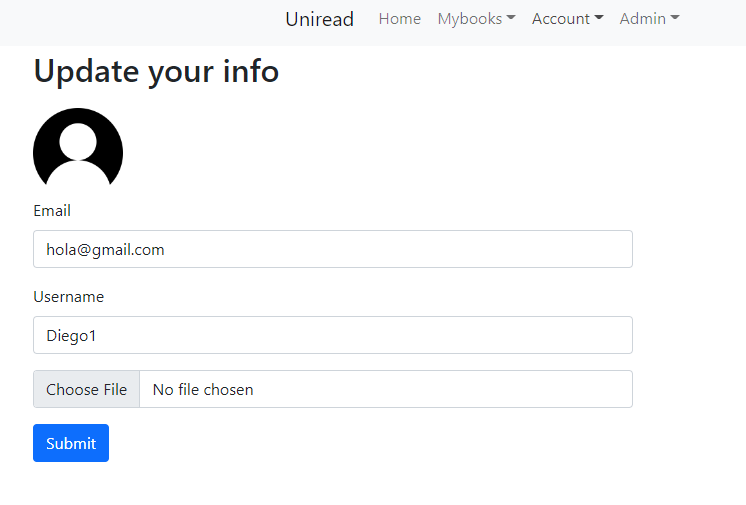 Uniread Home Mybooks Account Admin
Update your info
Email
hola@gmail.com
Username
Diego1
Choose File No file chosen
Submit